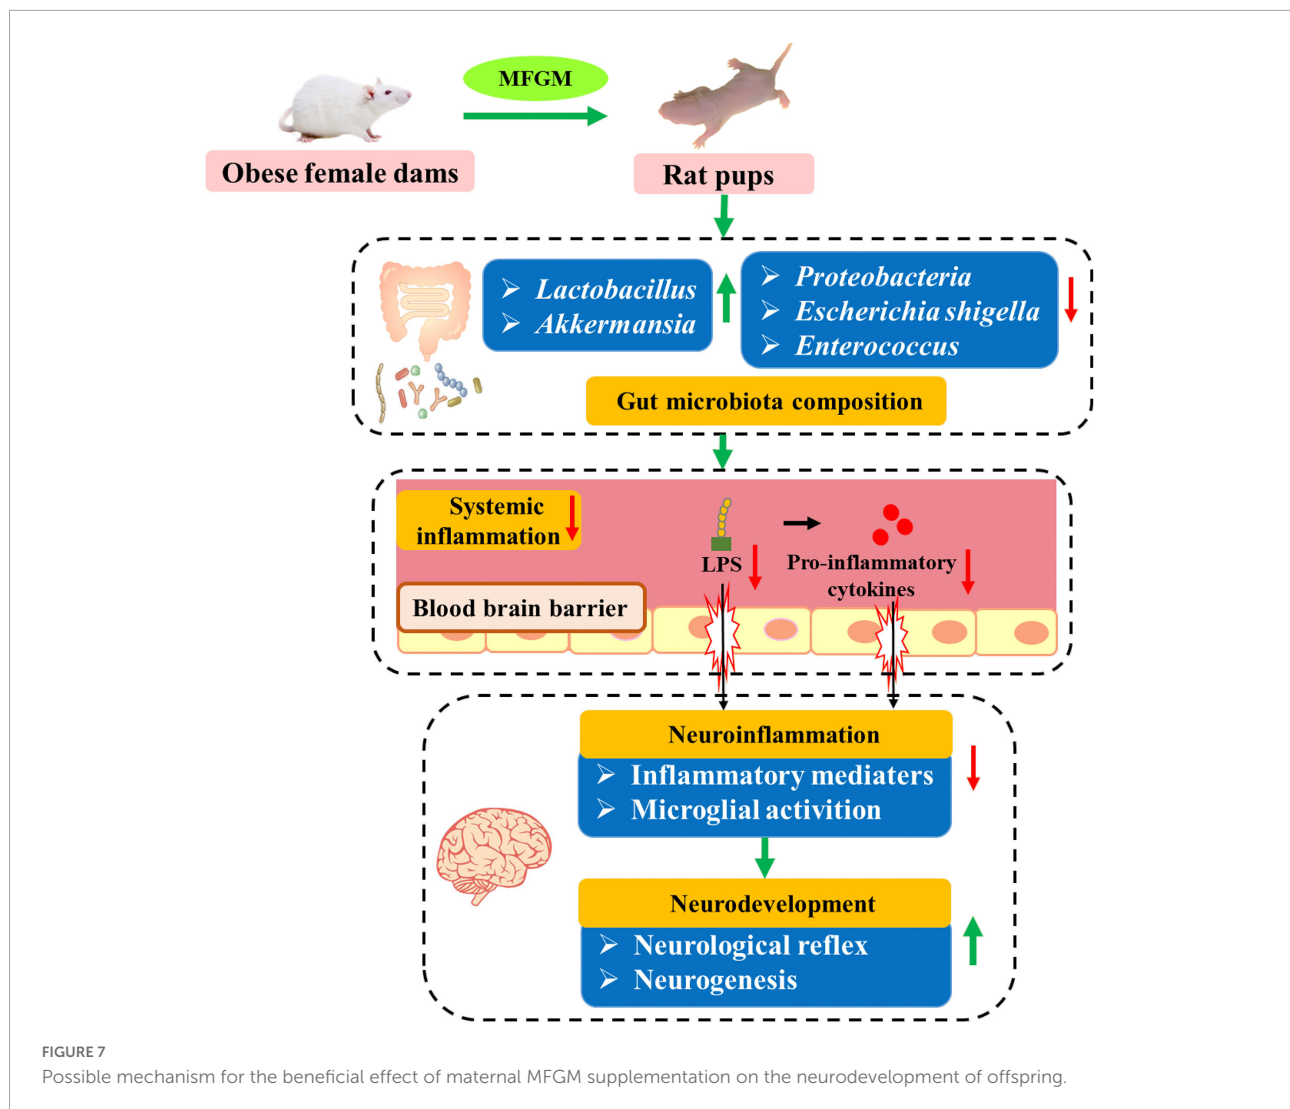 MFGM
Obese female dams
Rat pups
Lactobacillus
Akkermansia
Proteobacteria
Escherichia shigella
Enterococcus
Gut microbiota composition
Systemic
inflammation
LPS
Pro-inflammatory
cytokines
Blood brain barrier
Neuroinflammation
Inflammatory mediaters
Microglial activition
Neurodevelopment
Neurological reflex
Neurogenesis
FIGURE 7
Possible mechanism for the beneficial effect of maternal MFGM supplementation on the neurodevelopment of offspring.